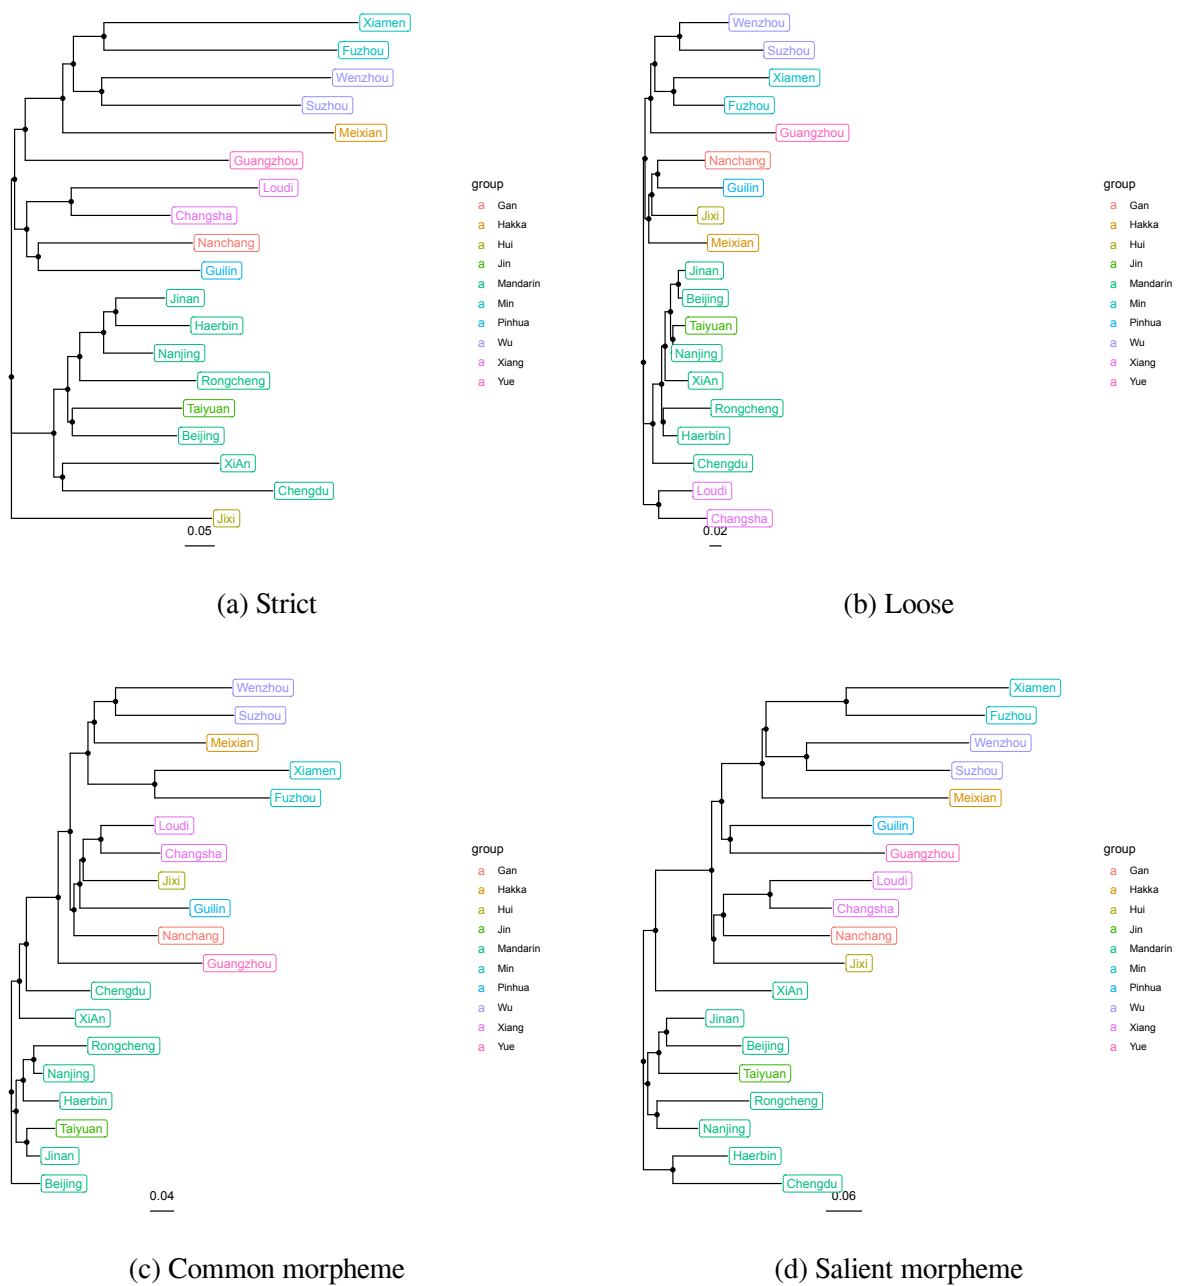 Xiamen
Fuzhou
Wenzhou
Suzhou
Meixian
Guangzhou
Loudi
Changsha
Nanchang
Guilin
Jinan
Haerbin
Nanjing
Rongcheng
Taiyuan
Beijing
XiAn
Chengdu
Jixi
0.05
group
a Gan
a Hakka
a Hui
a Jin
a Mandarin
a Min
a Pinhua
a Wu
a Xiang
a Yue
(a) Strict
Wenzhou
Suzhou
Xiamen
Fuzhou
Guangzhou
Nanchang
Guilin
Jixi
Meixian
Jinan
Beijing
Taiyuan
Nanjing
XiAn
Rongcheng
Haerbin
Chengdu
Loudi
Changsha
0.02
group
a Gan
a Hakka
a Hui
a Jin
a Mandarin
a Min
a Pinhua
a Wu
a Xiang
a Yue
(b) Loose
Wenzhou
Suzhou
Meixian
Xiamen
Fuzhou
Loudi
Changsha
Jixi
Guilin
Nanchang
Guangzhou
Chengdu
XiAn
Rongcheng
Nanjing
Haerbin
Taiyuan
Jinan
Beijing
0.04
group
a Gan
a Hakka
a Hui
a Jin
a Mandarin
a Min
a Pinhua
a Wu
a Xiang
a Yue
(c) Common morpheme
Xiamen
Fuzhou
Wenzhou
Suzhou
Meixian
Guilin
Guangzhou
Loudi
Changsha
Nanchang
Jixi
XiAn
Jinan
Beijing
Taiyuan
Rongcheng
Nanjing
Haerbin
Chengdu
0.06
group
a Gan
a Hakka
a Hui
a Jin
a Mandarin
a Min
a Pinhua
a Wu
a Xiang
a Yue
(d) Salient morpheme